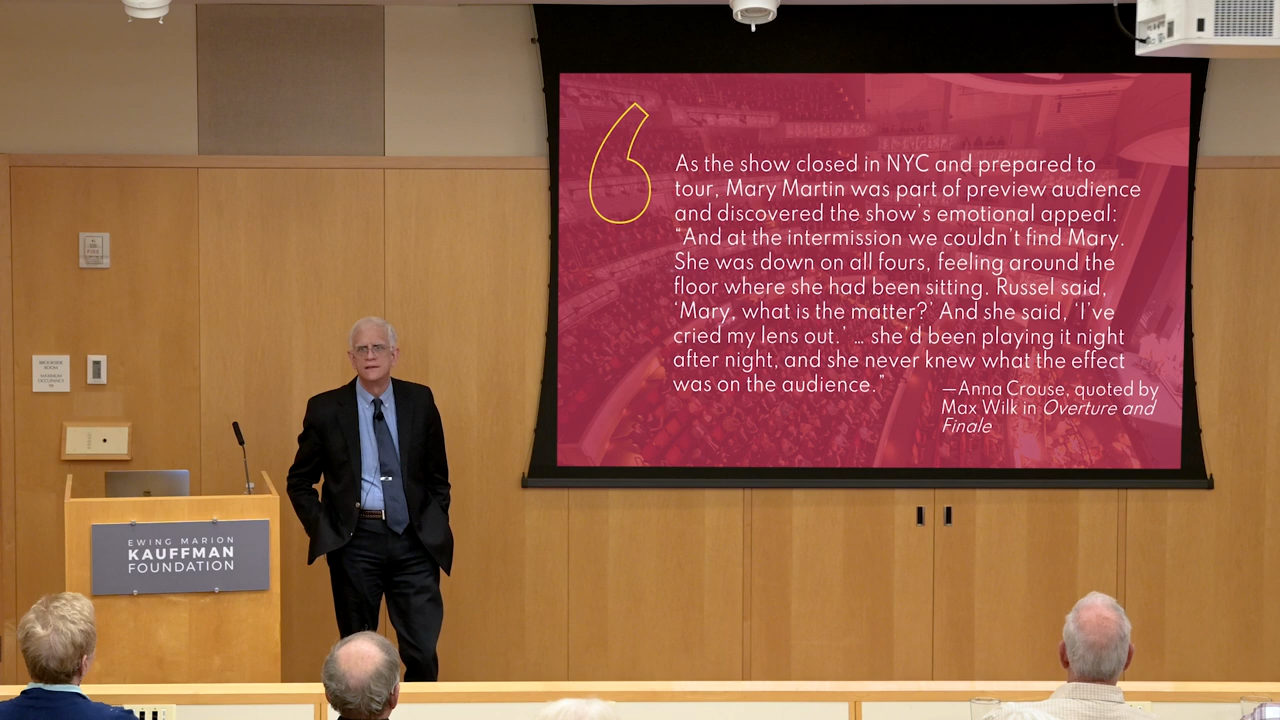 As the show closed in NYC and prepared to
tour, Mary Martin was part of preview audience
and discovered the show's emotional appeal:
“And at the intermission we couldn't find Mary.
She was down on all fours, feeling around the
floor where she had been sitting. Russel said,
‘Mary, what is the matter?’ And she said, ‘I've
cried my lens out.’ ... she'd been playing it night
after night, and she never knew what the effect
was on the audience.”
—Anna Crouse, quoted by
Max Wilk in Overture and
Finale
BROOKSIDE
ROOM
MAXIMUM
OCCUPANCY
EWING MARION
KAUFFMAN
FOUNDATION